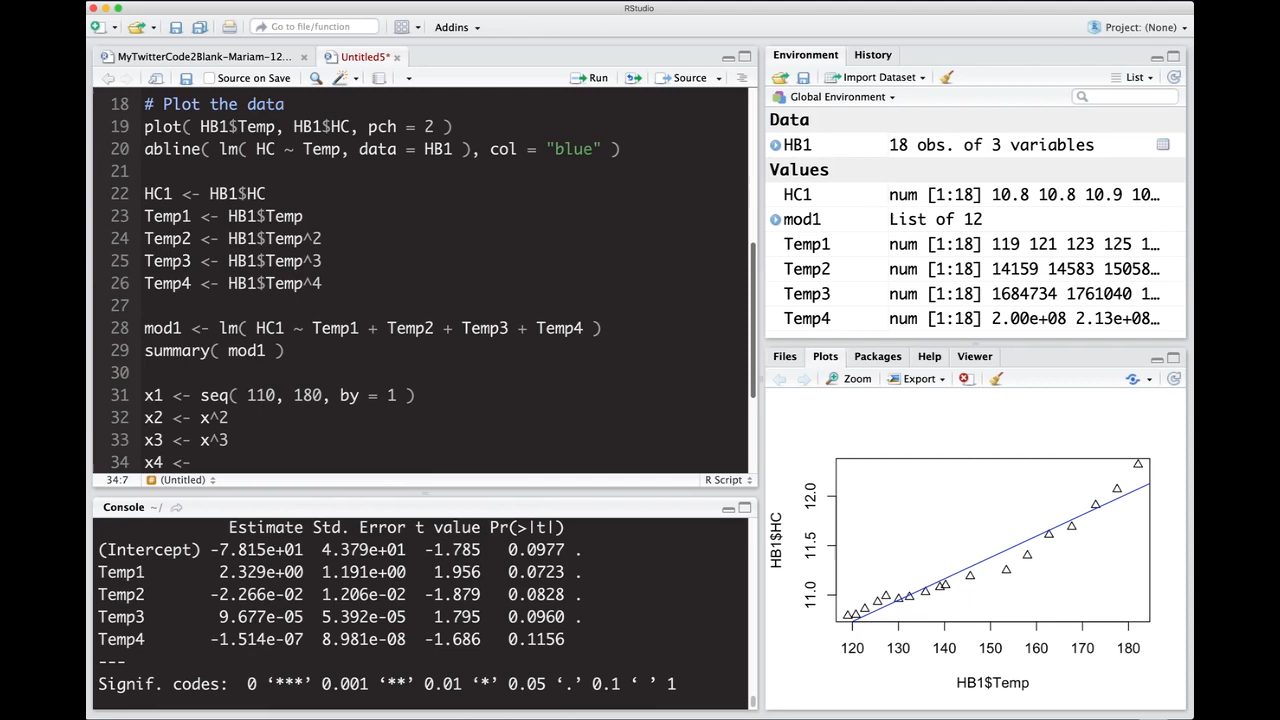 RStudio
Go to file/function
Addins
Project: (None)
MyTwitterCode2Blank-Mariam-12...
Untitled5*
Source on Save
Run
Source
18 # Plot the data
19 plot( HB1$Temp, HB1$HC, pch = 2 )
20 abline( lm( HC ~ Temp, data = HB1 ), col = "blue" )
21
22 HC1 <- HB1$HC
23 Temp1 <- HB1$Temp
24 Temp2 <- HB1$Temp^2
25 Temp3 <- HB1$Temp^3
26 Temp4 <- HB1$Temp^4
27
28 mod1 <- lm( HC1 ~ Temp1 + Temp2 + Temp3 + Temp4 )
29 summary( mod1 )
30
31 x1 <- seq( 110, 180, by = 1 )
32 x2 <- x^2
33 x3 <- x^3
34 x4 <-
34:7 (Untitled) R Script
Console ~/
Estimate Std. Error t value Pr(>|t|)
(Intercept) -7.815e+01 4.379e+01 -1.785 0.0977 .
Temp1 2.329e+00 1.191e+00 1.956 0.0723 .
Temp2 -2.266e-02 1.206e-02 -1.879 0.0828 .
Temp3 9.677e-05 5.392e-05 1.795 0.0960 .
Temp4 -1.514e-07 8.981e-08 -1.686 0.1156
---
Signif. codes: 0 ‘***’ 0.001 ‘**’ 0.01 ‘*’ 0.05 ‘.’ 0.1 ‘ ’ 1
Environment History
Import Dataset List
Global Environment
Data
HB1 18 obs. of 3 variables
Values
HC1 num [1:18] 10.8 10.8 10.9 10…
mod1 List of 12
Temp1 num [1:18] 119 121 123 125 1…
Temp2 num [1:18] 14159 14583 15058…
Temp3 num [1:18] 1684734 1761040 1…
Temp4 num [1:18] 2.00e+08 2.13e+08…
Files Plots Packages Help Viewer
Zoom Export
HB1$HC
12.0
11.5
11.0
120 130 140 150 160 170 180
HB1$Temp